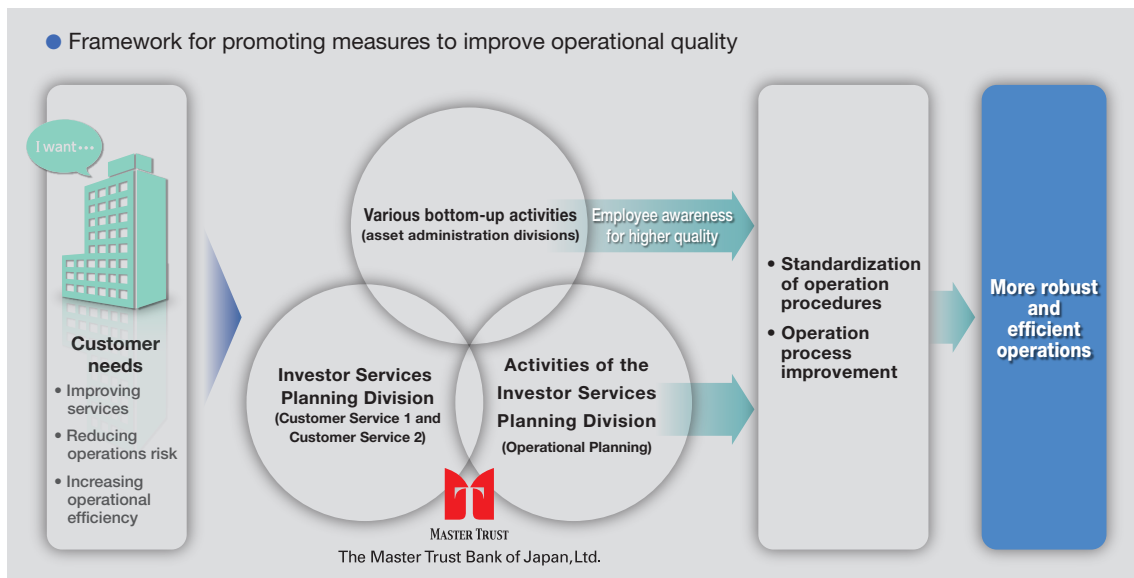 ● Framework for promoting measures to improve operational quality
I want…
Customer
needs
• Improving
services
• Reducing
operations risk
• Increasing
operational
efficiency
Various bottom-up activities
(asset administration divisions)
Employee awareness
for higher quality
Investor Services
Planning Division
(Customer Service 1 and
Customer Service 2)
Activities of the
Investor Services
Planning Division
(Operational Planning)
MASTER TRUST
The Master Trust Bank of Japan, Ltd.
• Standardization
of operation
procedures
• Operation
process
improvement
More robust
and
efficient
operations